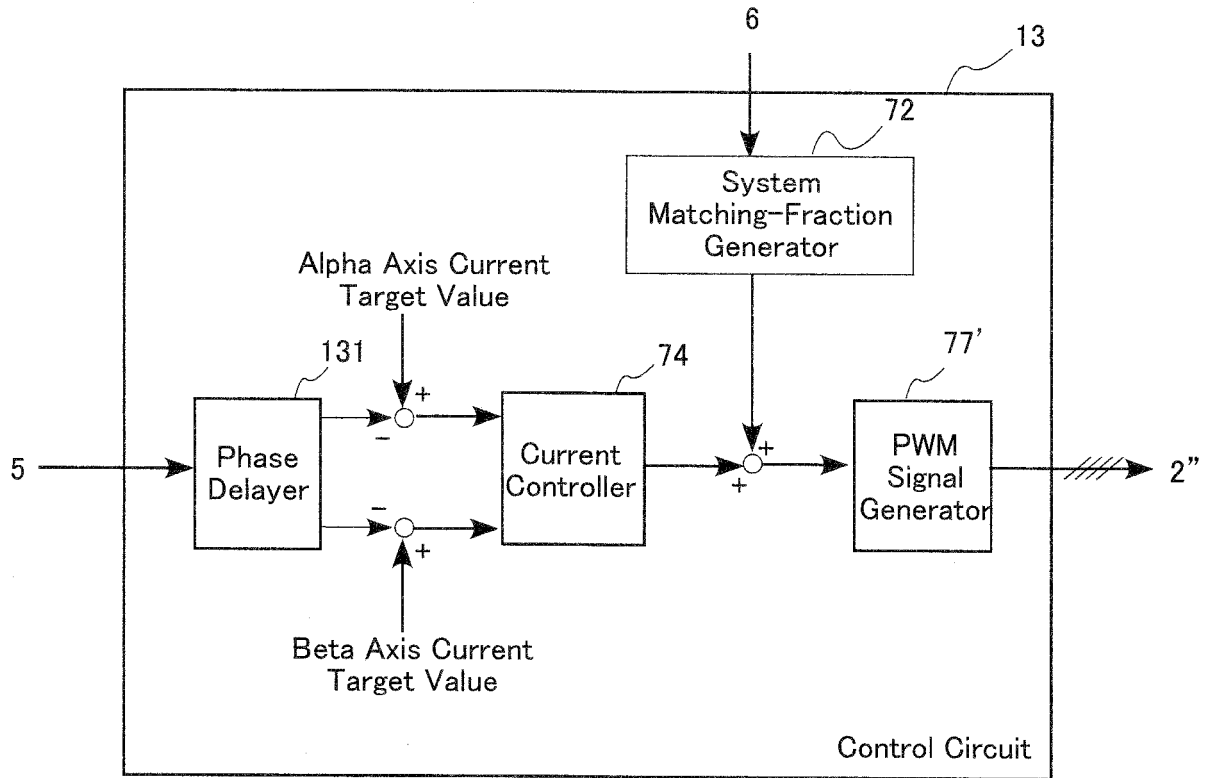 6
13
72
System
Matching-Fraction
Generator
Alpha Axis Current
Target Value
131
74
77’
+
−
5
Phase
Delayer
Current
Controller
+
+
PWM
Signal
Generator
2”
−
+
Beta Axis Current
Target Value
Control Circuit